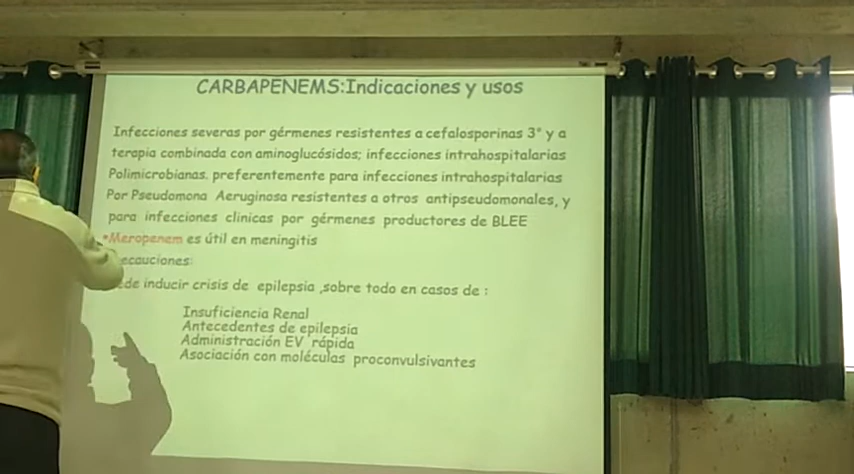 CARBAPENEMS:Indicaciones y usos
Infecciones severas por gérmenes resistentes a cefalosporinas 3° y a
terapia combinada con aminoglucósidos; infecciones intrahospitalarias
Polimicrobianas. preferentemente para infecciones intrahospitalarias
Por Pseudomona Aeruginosa resistentes a otros antipseudomonales, y
para infecciones clinicas por gérmenes productores de BLEE
•Meropenem es útil en meningitis
ecauciones:
de inducir crisis de epilepsia ,sobre todo en casos de :
Insuficiencia Renal
Antecedentes de epilepsia
Administración EV rápida
Asociación con moléculas proconvulsivantes